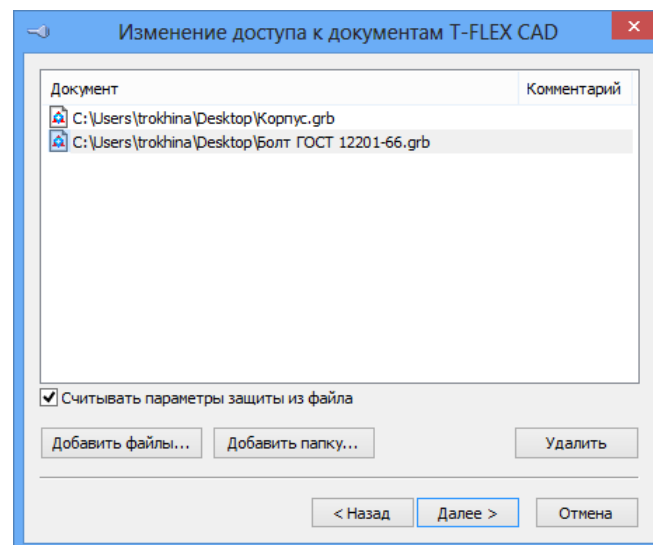 Изменение доступа к документам T-FLEX CAD
Документ Комментарий
C:\Users\trokhina\Desktop\Корпус.grb
C:\Users\trokhina\Desktop\Болт ГОСТ 12201-66.grb
Считывать параметры защиты из файла
Добавить файлы... Добавить папку... Удалить
< Назад Далее > Отмена